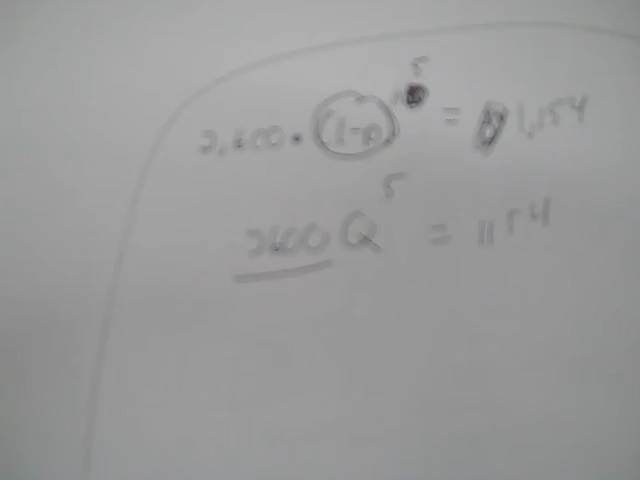 2,600 • (1-p)^5 = 1,154
2600 Q^5 = 1154